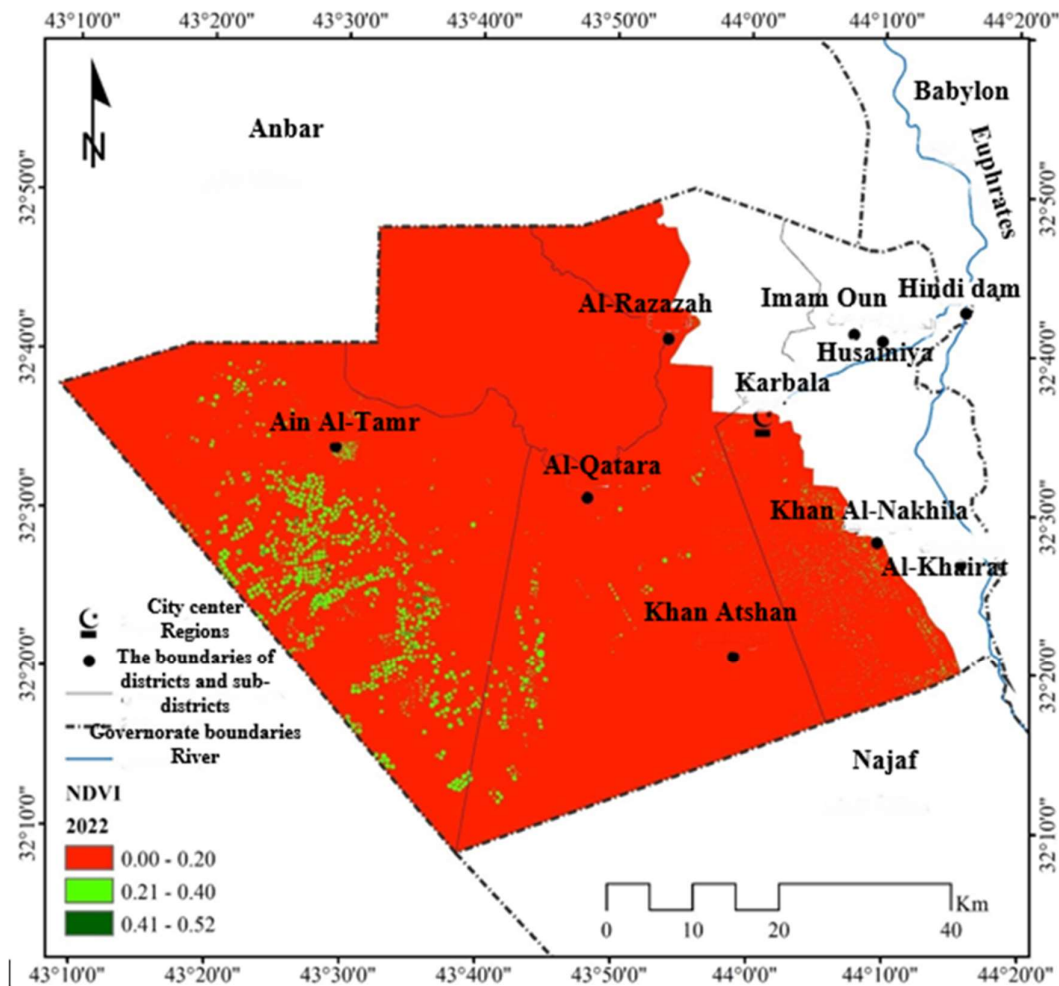 43°10'0" 43°20'0" 43°30'0" 43°40'0" 43°50'0" 44°0'0" 44°10'0" 44°20'0"
N
Anbar
Babylon
Euphrates
32°50'0" 32°50'0"
Hindi dam
Imam Oun
Al-Razazah
Husainiya
32°40'0" 32°40'0"
Karbala
Ain Al-Tamr
Al-Qatara
Khan Al-Nakhila
32°30'0" 32°30'0"
Al-Khairat
Khan Atshan
32°20'0" 32°20'0"
Najaf
32°10'0" 32°10'0"
City center
Regions
The boundaries of
districts and sub-
districts
Governorate boundaries
River
NDVI
2022
0.00 - 0.20
0.21 - 0.40
0.41 - 0.52
Km
0 10 20 40
43°10'0" 43°20'0" 43°30'0" 43°40'0" 43°50'0" 44°0'0" 44°10'0" 44°20'0"